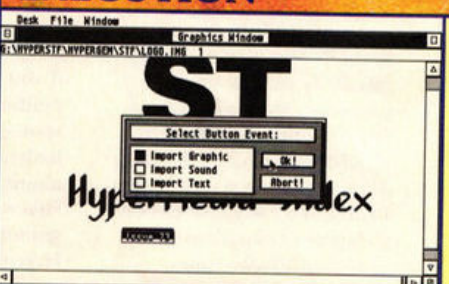 Desk File Window
Graphics Window
G:\HYPERSTF\HYPERGEM\STF\LOGO.IMG 1
ST
Select Button Event:
Import Graphic
Import Sound
Import Text
Ok!
Abort!
HyperMedia Index